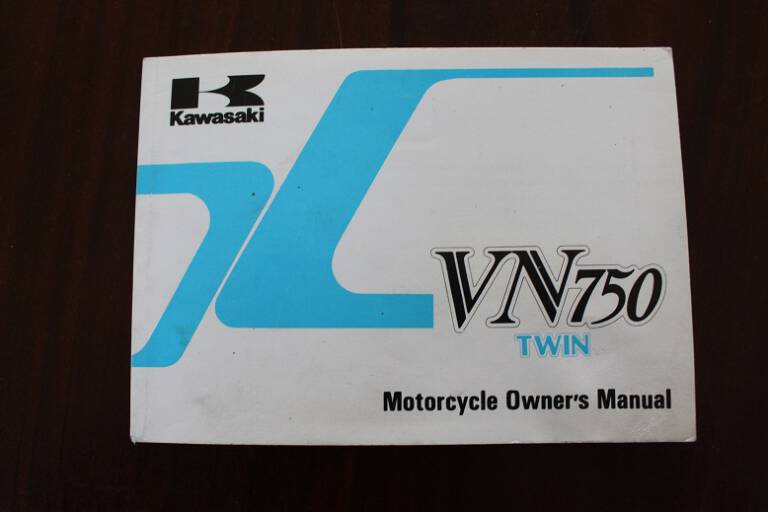 Kawasaki
VN750
TWIN
Motorcycle Owner's Manual